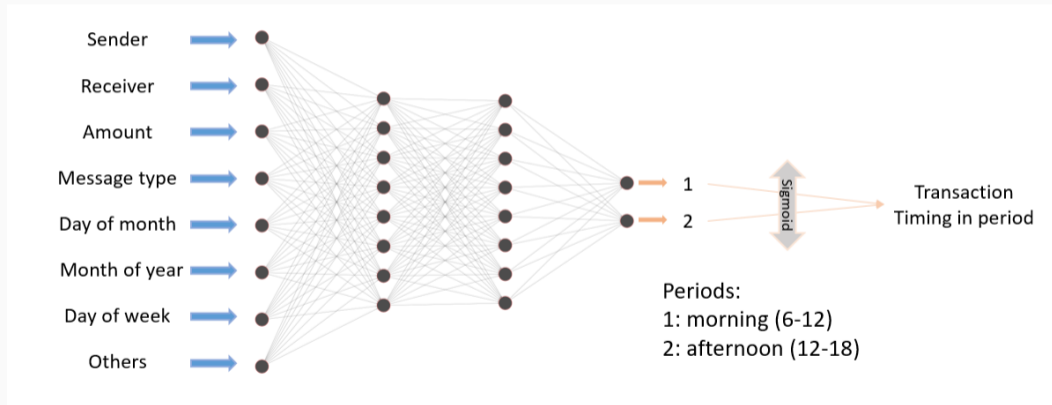 Sender
Receiver
Amount
Message type
Day of month
Month of year
Day of week
Others
1
2
Sigmoid
Transaction
Timing in period
Periods:
1: morning (6-12)
2: afternoon (12-18)